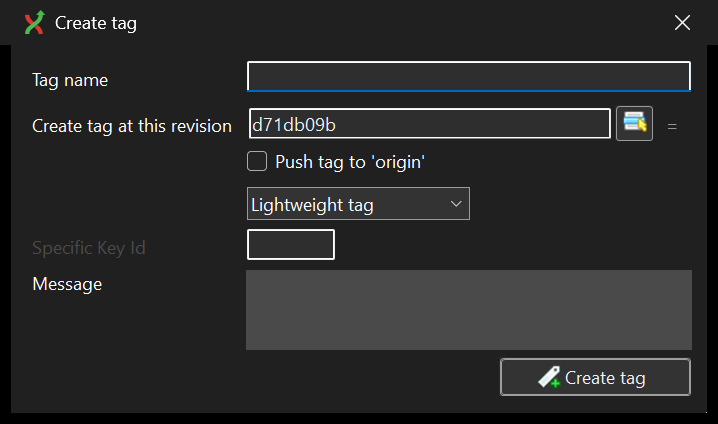 Create tag
Tag name
Create tag at this revision d71db09b =
Push tag to 'origin'
Lightweight tag
Specific Key Id
Message
Create tag